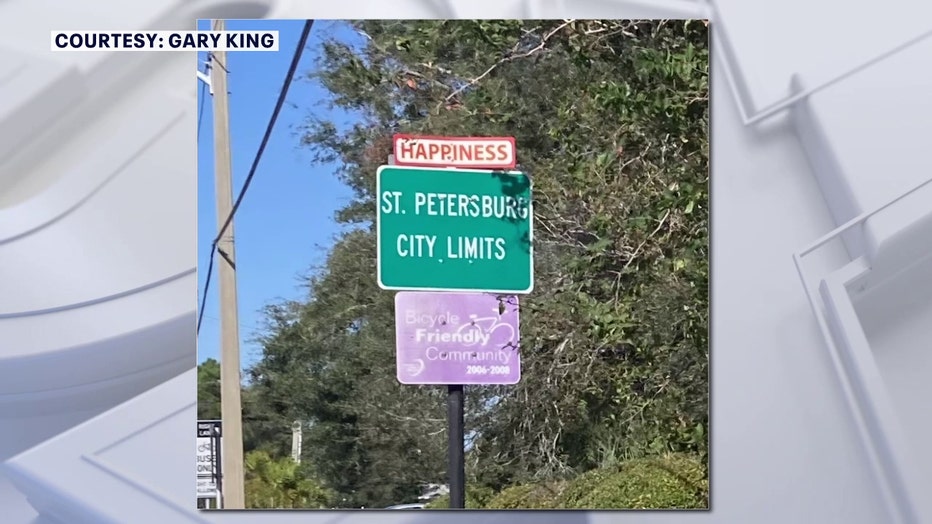 COURTESY: GARY KING
HAPPINESS
ST. PETERSBURG
CITY LIMITS
Bicycle
Friendly
Community
2006-2008